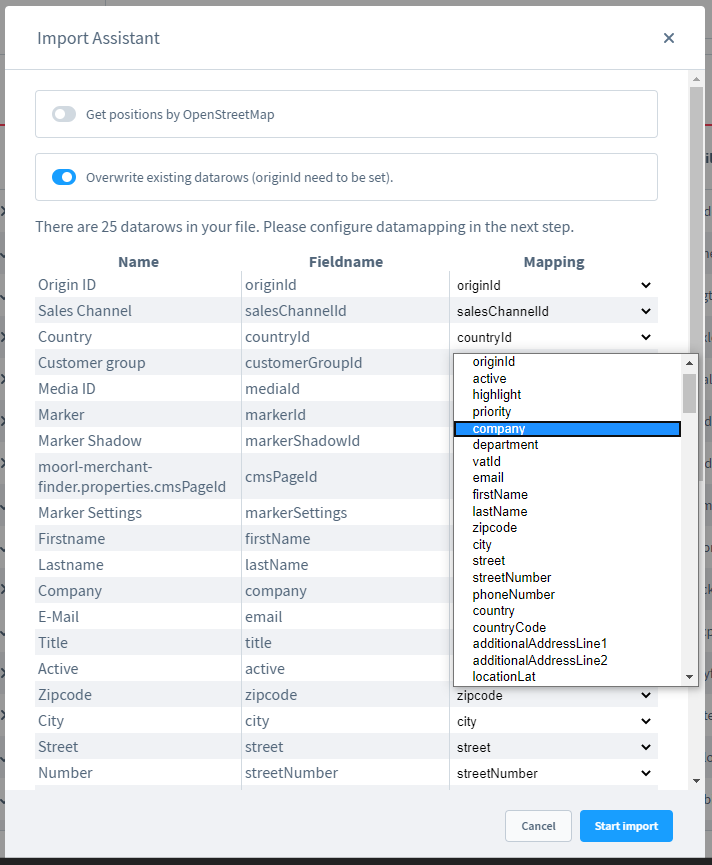 Import Assistant
Get positions by OpenStreetMap
Overwrite existing datarows (originId need to be set).
There are 25 datarows in your file. Please configure datamapping in the next step.
Name Fieldname Mapping
Origin ID originId originId
Sales Channel salesChannelId salesChannelId
Country countryId countryId
Customer group customerGroupId
Media ID mediaId
Marker markerId
Marker Shadow markerShadowId
moorl-merchant-
finder.properties.cmsPageId cmsPageId
Marker Settings markerSettings
Firstname firstName
Lastname lastName
Company company
E-Mail email
Title title
Active active
Zipcode zipcode zipcode
City city city
Street street street
Number streetNumber streetNumber
originId
active
highlight
priority
company
department
vatId
email
firstName
lastName
zipcode
city
street
streetNumber
phoneNumber
country
countryCode
additionalAddressLine1
additionalAddressLine2
locationLat
Cancel Start import